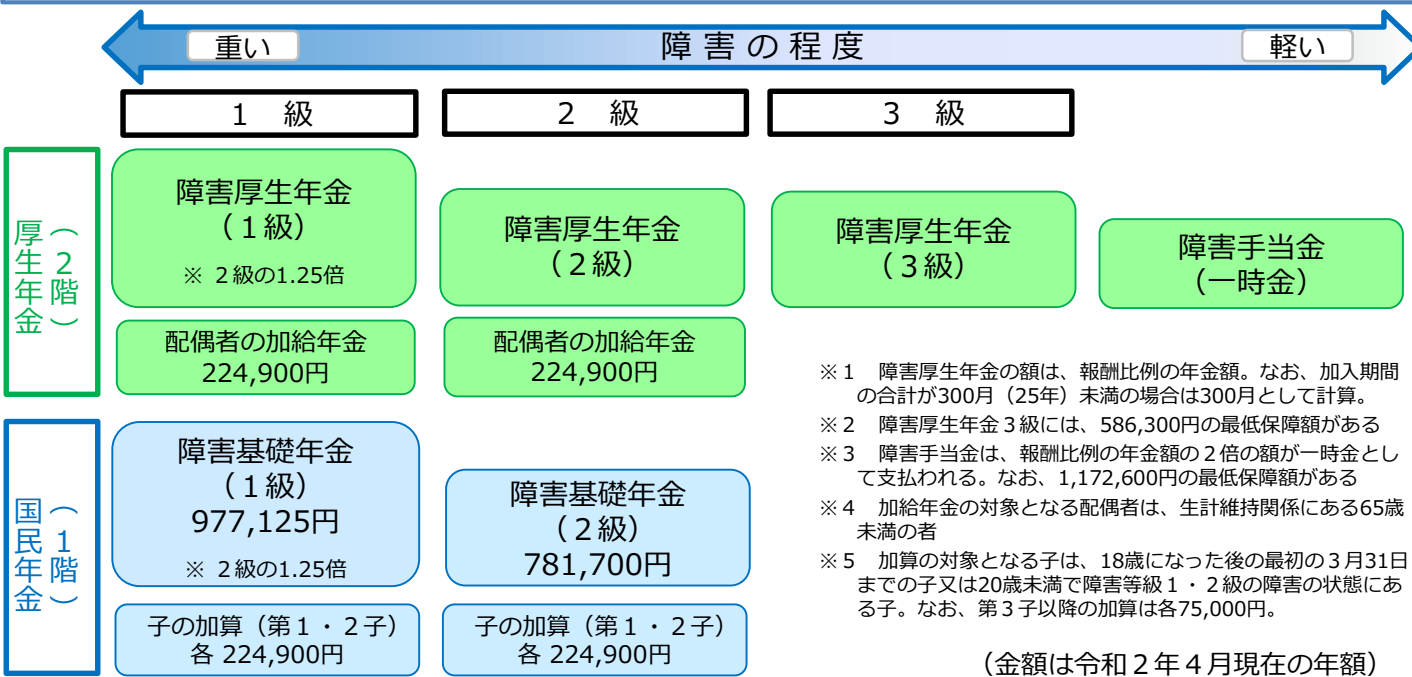 重い
障害の程度
軽い
１　級
２　級
３　級
厚生年金
（２階）
障害厚生年金
（１級）
※ ２級の1.25倍
障害厚生年金
（２級）
障害厚生年金
（３級）
障害手当金
（一時金）
配偶者の加給年金
224,900円
配偶者の加給年金
224,900円
国民年金
（１階）
障害基礎年金
（１級）
977,125円
※ ２級の1.25倍
障害基礎年金
（２級）
781,700円
子の加算（第１・２子）
各 224,900円
子の加算（第１・２子）
各 224,900円
※１　障害厚生年金の額は、報酬比例の年金額。なお、加入期間
の合計が300月（25年）未満の場合は300月として計算。
※２　障害厚生年金３級には、586,300円の最低保障額がある
※３　障害手当金は、報酬比例の年金額の２倍の額が一時金とし
て支払われる。なお、1,172,600円の最低保障額がある
※４　加給年金の対象となる配偶者は、生計維持関係にある65歳
未満の者
※５　加算の対象となる子は、18歳になった後の最初の３月31日
までの子又は20歳未満で障害等級１・２級の障害の状態にあ
る子。なお、第３子以降の加算は各75,000円。
（金額は令和２年４月現在の年額）